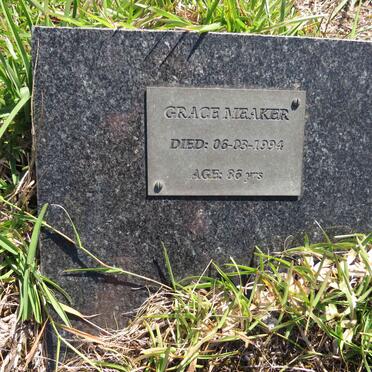 GRACE MEAKER
DIED: 06-03-1994
AGE: 86 yrs